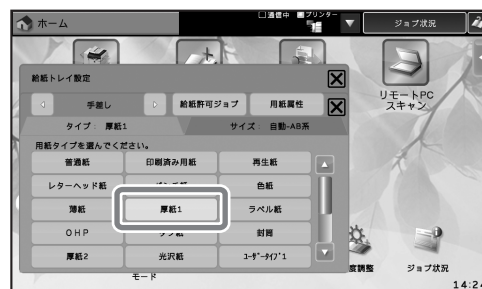 ホーム
通信中 プリンター
ジョブ状況
給紙トレイ設定
手差し
給紙許可ジョブ
用紙属性
タイプ: 厚紙1
サイズ: 自動-AB系
用紙タイプを選んでください。
普通紙 印刷済み用紙 再生紙
レターヘッド紙 色紙
薄紙 厚紙1 ラベル紙
OHP 封筒
厚紙2 光沢紙 ユーザータイプ1
リモートPC
スキャン
モード
度調整
ジョブ状況
14:24